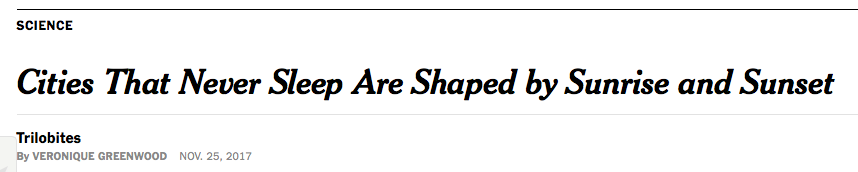 SCIENCE
Cities That Never Sleep Are Shaped by Sunrise and Sunset
Trilobites
By VERONIQUE GREENWOOD NOV. 25, 2017